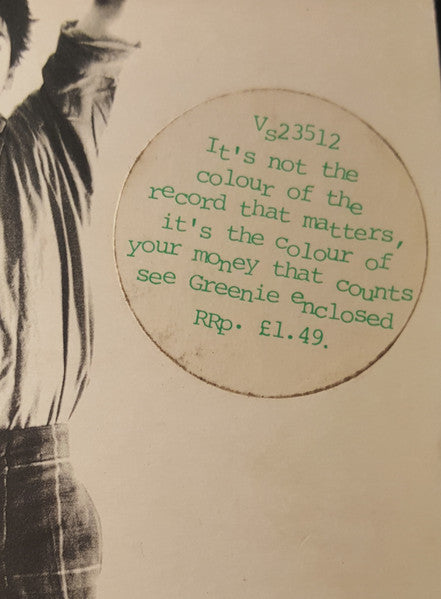 Vs23512
It's not the
colour of the
record that matters,
it's the colour of
your money that counts
see Greenie enclosed
RRp. £1.49.